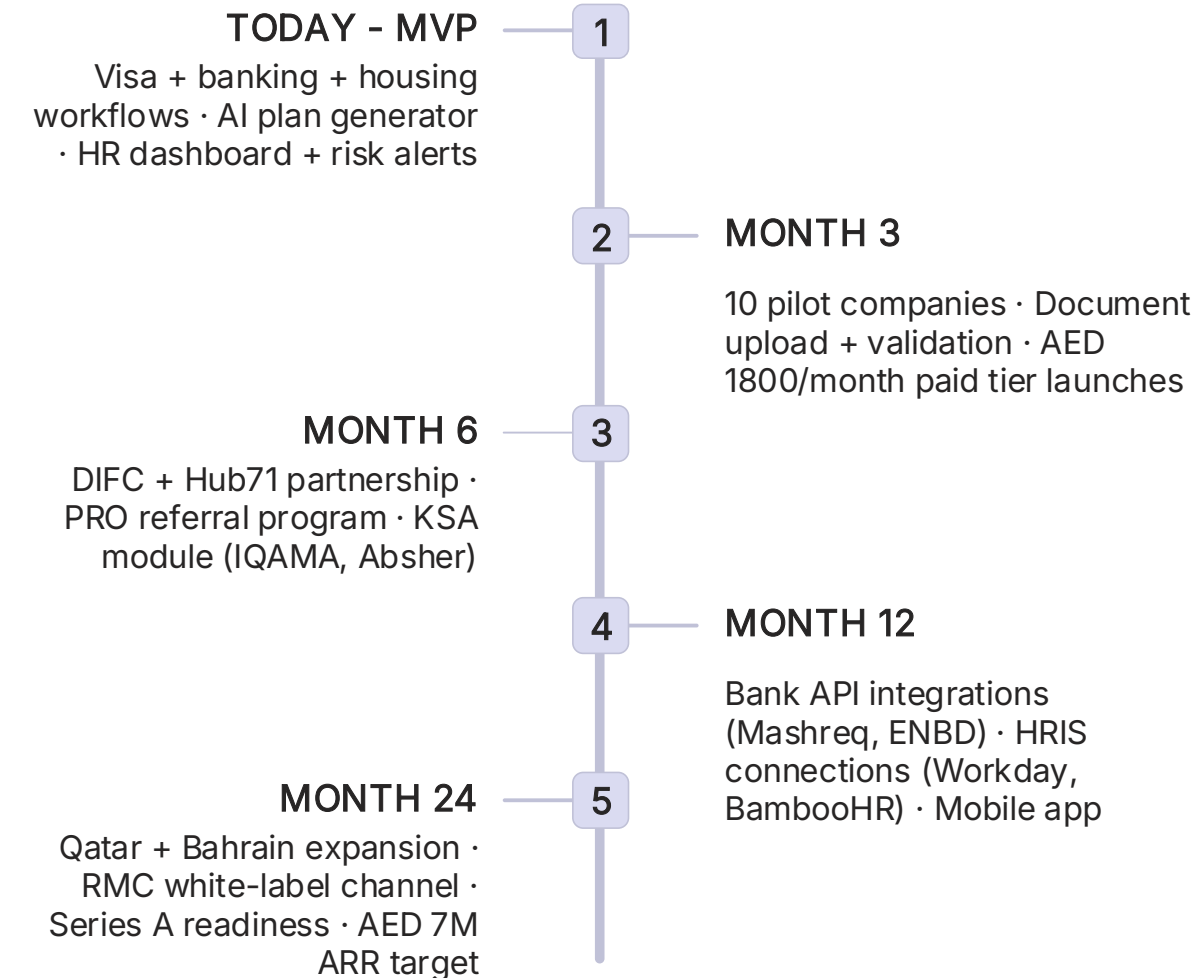 TODAY - MVP
1
Visa + banking + housing
workflows · AI plan generator
· HR dashboard + risk alerts
2
MONTH 3
10 pilot companies · Document
upload + validation · AED
1800/month paid tier launches
MONTH 6
3
DIFC + Hub71 partnership ·
PRO referral program · KSA
module (IQAMA, Absher)
4
MONTH 12
Bank API integrations
(Mashreq, ENBD) · HRIS
connections (Workday,
BambooHR) · Mobile app
MONTH 24
5
Qatar + Bahrain expansion ·
RMC white-label channel ·
Series A readiness · AED 7M
ARR target